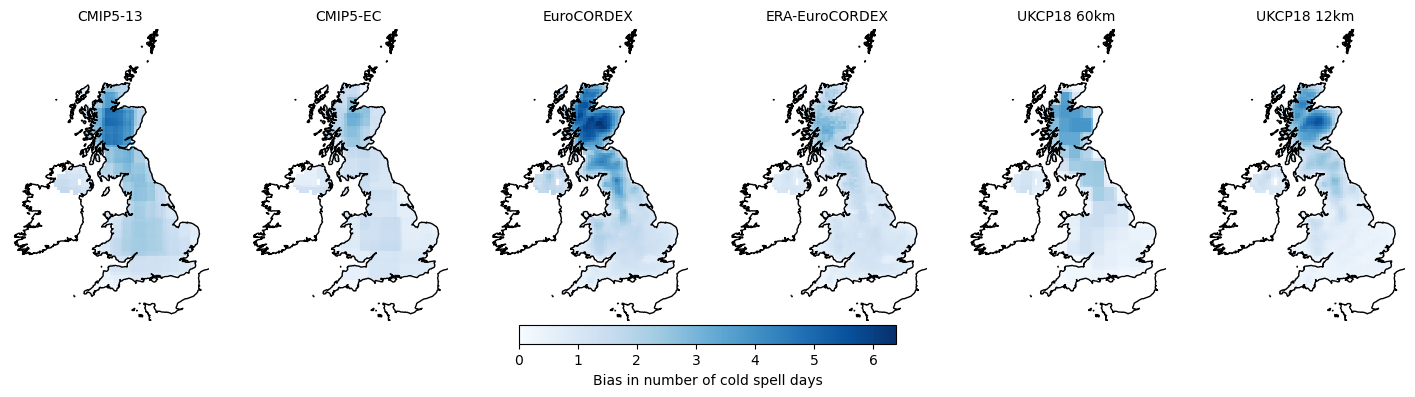 CMIP5-13 CMIP5-EC EuroCORDEX ERA-EuroCORDEX UKCP18 60km UKCP18 12km
0 1 2 3 4 5 6
Bias in number of cold spell days